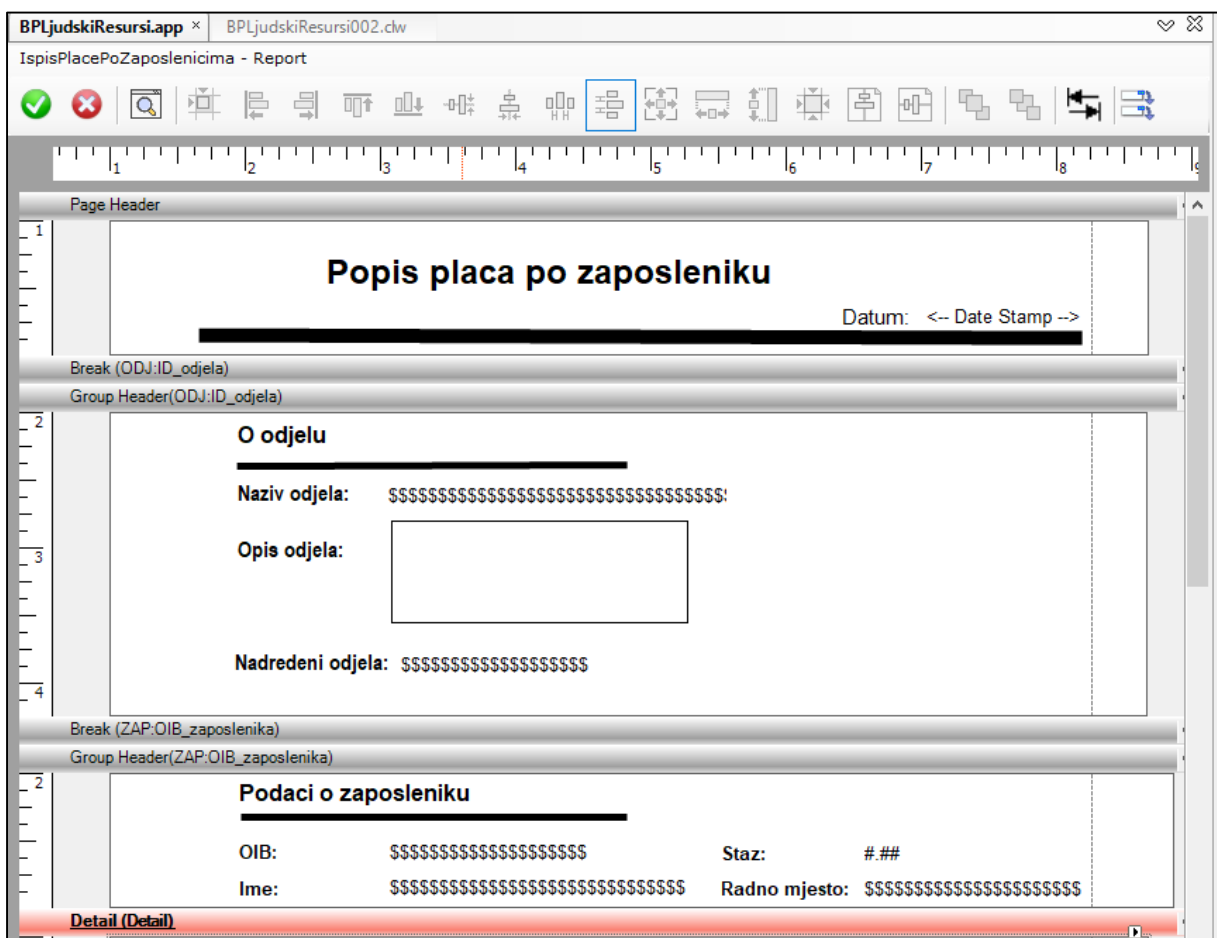 BPLjudskiResursi.app × BPLjudskiResursi002.clw
IspisPlacePoZaposlenicima - Report
1 2 3 4 5 6 7 8 9
Page Header
1
Popis placa po zaposleniku
Datum: <-- Date Stamp -->
Break (ODJ:ID_odjela)
Group Header(ODJ:ID_odjela)
2
O odjelu
Naziv odjela: $$$$$$$$$$$$$$$$$$$$$$$$$$$$$$$$$$$
3
Opis odjela:
Nadredeni odjela: $$$$$$$$$$$$$$$$$$$
4
Break (ZAP:OIB_zaposlenika)
Group Header(ZAP:OIB_zaposlenika)
2
Podaci o zaposleniku
OIB: $$$$$$$$$$$$$$$$$$$$ Staz: #.##
Ime: $$$$$$$$$$$$$$$$$$$$$$$$$$$$$$ Radno mjesto: $$$$$$$$$$$$$$$$$$$$$$
Detail (Detail)